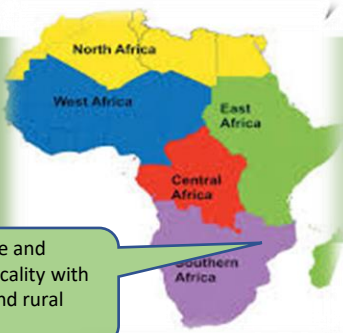 North Africa
West Africa
East
Africa
Central
Africa
Southern
Africa
e and
cality with
nd rural